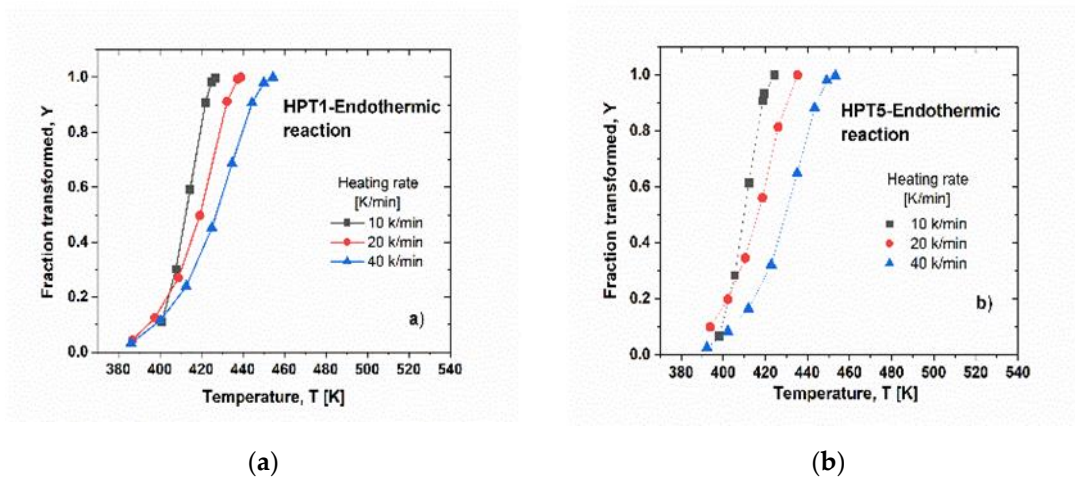 1.0
0.8
0.6
0.4
0.2
0.0
Fraction transformed, Y
HPT1-Endothermic
reaction
Heating rate
[K/min]
10 k/min
20 k/min
40 k/min
a)
380 400 420 440 460 480 500 520 540
Temperature, T [K]
(a)
1.0
0.8
0.6
0.4
0.2
0.0
Fraction transformed, Y
HPT5-Endothermic
reaction
Heating rate
[K/min]
10 k/min
20 k/min
40 k/min
b)
380 400 420 440 460 480 500 520 540
Temperature, T [K]
(b)